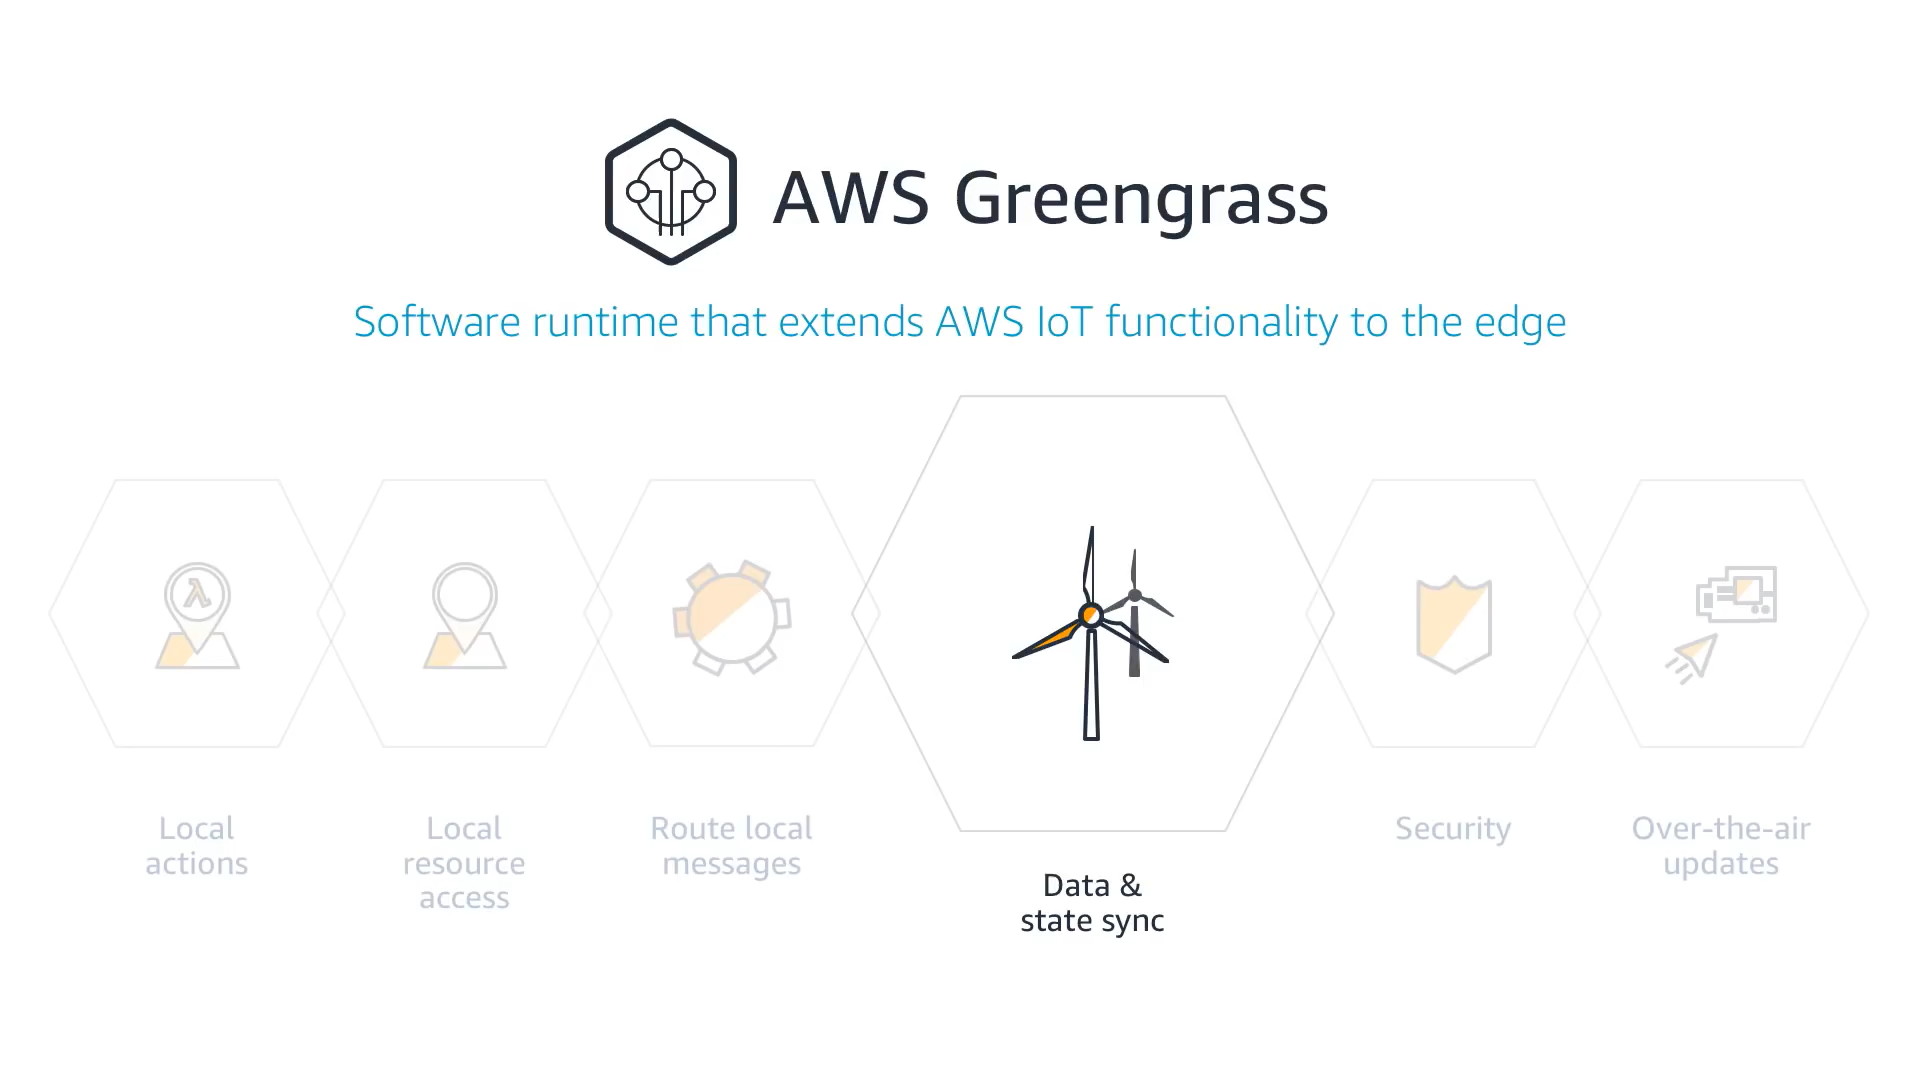 AWS Greengrass
Software runtime that extends AWS IoT functionality to the edge
λ
Local
actions
Local
resource
access
Route local
messages
Data &
state sync
Security
Over-the-air
updates